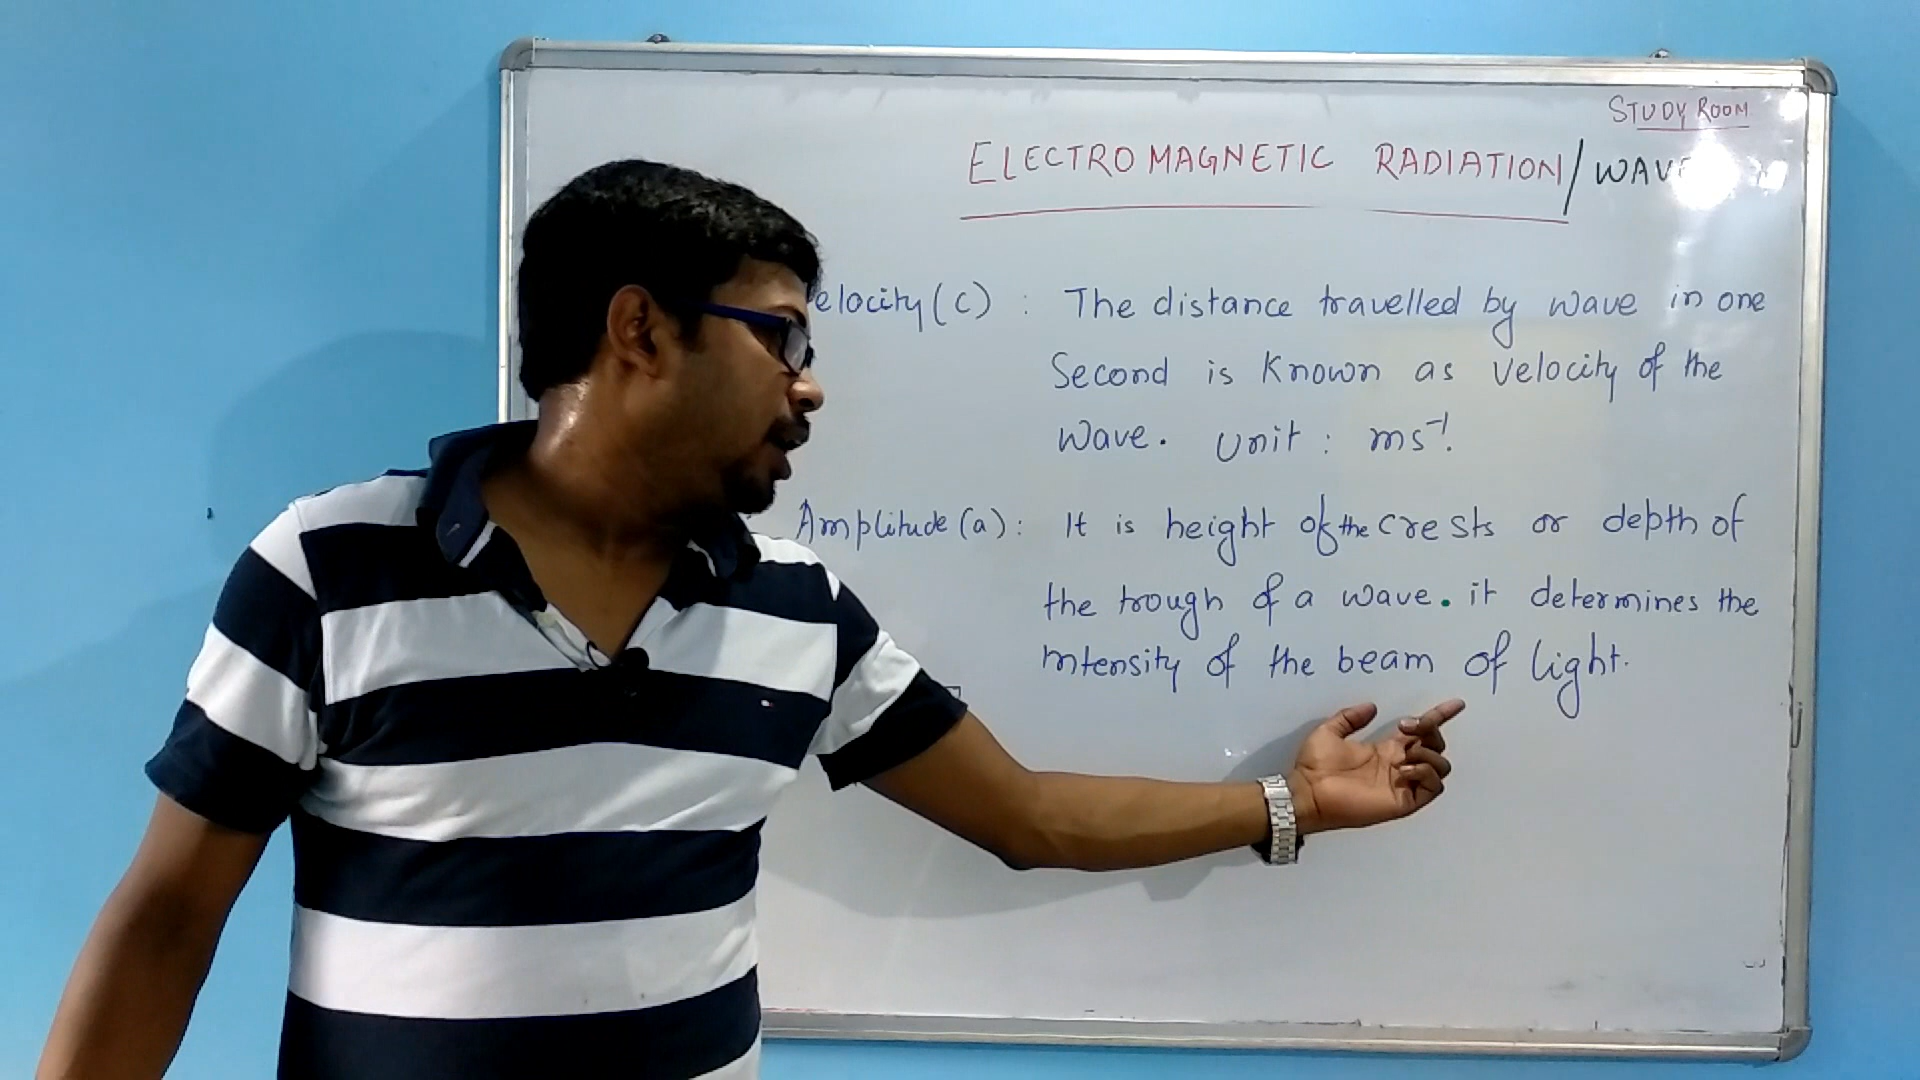 STUDY ROOM
ELECTROMAGNETIC RADIATION/WAVE
elocity(c) : The distance travelled by wave in one
Second is Known as velocity of the
Wave. Unit : ms⁻¹.
Amplitude(a): It is height of the crests or depth of
the trough of a wave. it determines the
intensity of the beam of light.